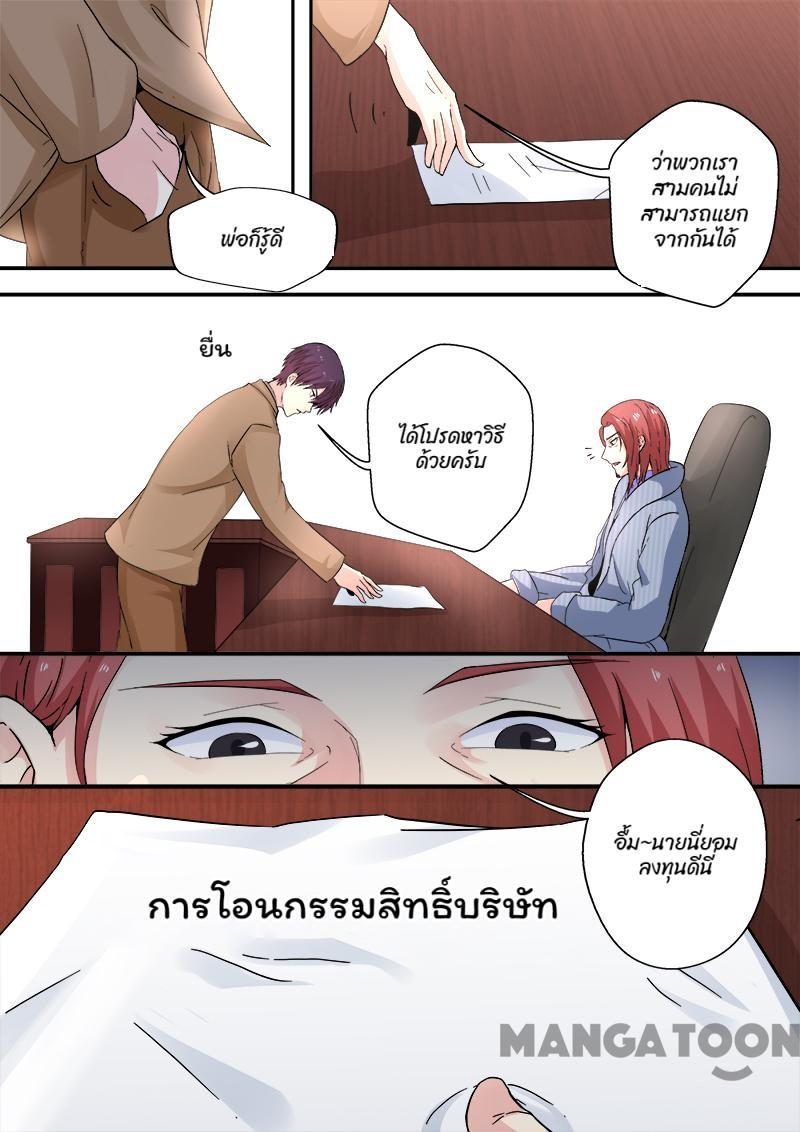 พ่อก็รู้ดี
ว่าพวกเรา
สามคนไม่
สามารถแยก
จากกันได้
ยื่น
ได้โปรดหาวิธี
ด้วยครับ
อื้ม~นายนี่ยอม
ลงทุนดีนี่
การโอนกรรมสิทธิ์บริษัท
MANGATOON